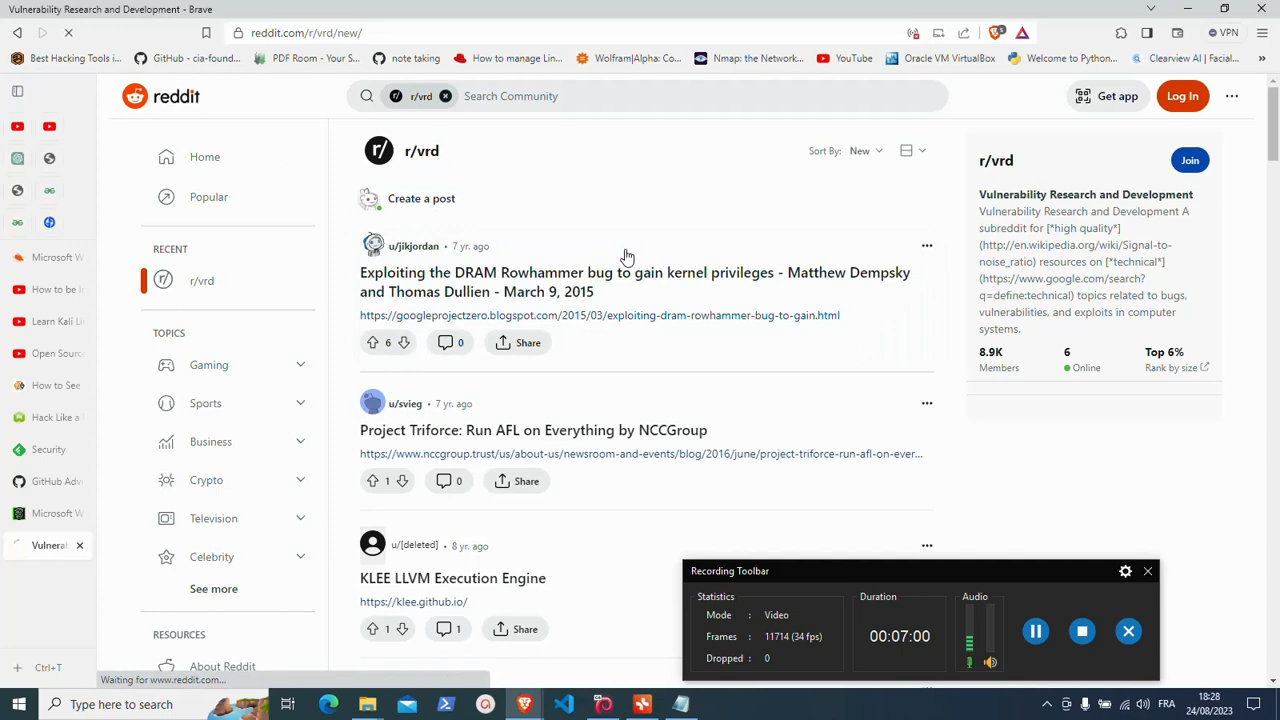 Vulnerability Research and Development - Brave
reddit.com/r/vrd/new/
VPN
Best Hacking Tools i...
GitHub - cia-found...
PDF Room - Your S...
note taking
How to manage Lin...
Wolfram|Alpha: Co...
Nmap: the Network...
YouTube
Oracle VM VirtualBox
Welcome to Python...
Clearview AI | Facial...
reddit
r/vrd
Search Community
Get app
Log In
Home
Popular
RECENT
r/vrd
TOPICS
Gaming
Sports
Business
Crypto
Television
Celebrity
See more
RESOURCES
About Reddit
Microsoft W
How to be in
Learn Kali L
Open Sourc
How to See
Hack Like a
Security
GitHub Adv
Microsoft W
Vulnera
Ctrl+T
r/
r/vrd
Sort By: New
Create a post
u/jikjordan • 7 yr. ago
Exploiting the DRAM Rowhammer bug to gain kernel privileges - Matthew Dempsky
and Thomas Dullien - March 9, 2015
https://googleprojectzero.blogspot.com/2015/03/exploiting-dram-rowhammer-bug-to-gain.html
6
0
Share
u/svieg • 7 yr. ago
Project Triforce: Run AFL on Everything by NCCGroup
https://www.nccgroup.trust/us/about-us/newsroom-and-events/blog/2016/june/project-triforce-run-afl-on-ever...
1
0
Share
u/[deleted] • 8 yr. ago
KLEE LLVM Execution Engine
https://klee.github.io/
1
1
Share
r/vrd
Join
Vulnerability Research and Development
Vulnerability Research and Development A
subreddit for [*high quality*]
(http://en.wikipedia.org/wiki/Signal-to-
noise_ratio) resources on [*technical*]
(https://www.google.com/search?
q=define:technical) topics related to bugs,
vulnerabilities, and exploits in computer
systems.
8.9K 6 Top 6%
Members Online Rank by size
Recording Toolbar
Statistics
Mode : Video
Frames : 11714 (34 fps)
Dropped : 0
Duration
00:07:00
Audio
Waiting for www.reddit.com...
Type here to search
FRA
18:28
24/08/2023